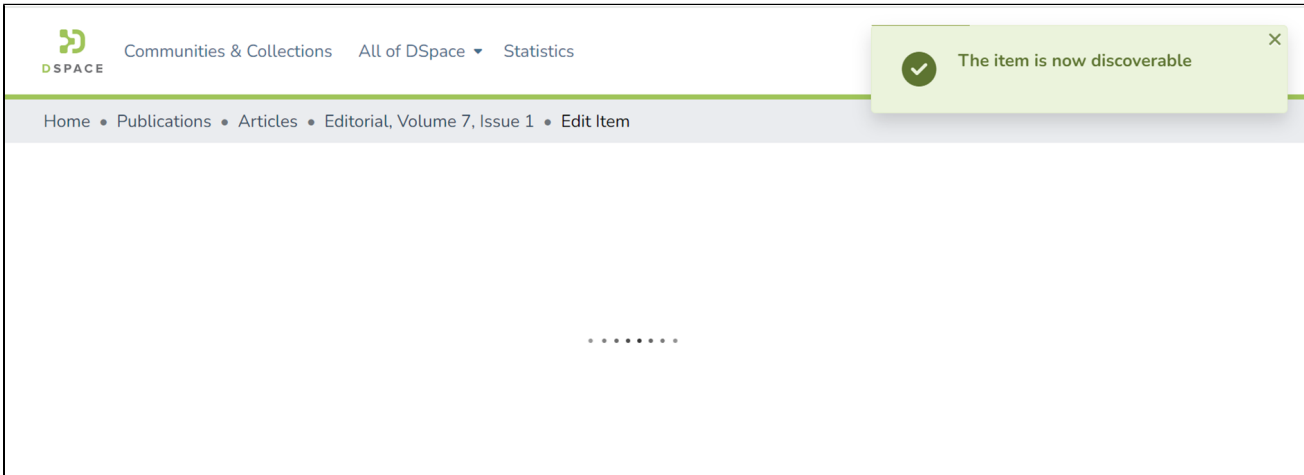 DSPACE
Communities & Collections All of DSpace Statistics
The item is now discoverable
Home • Publications • Articles • Editorial, Volume 7, Issue 1 • Edit Item